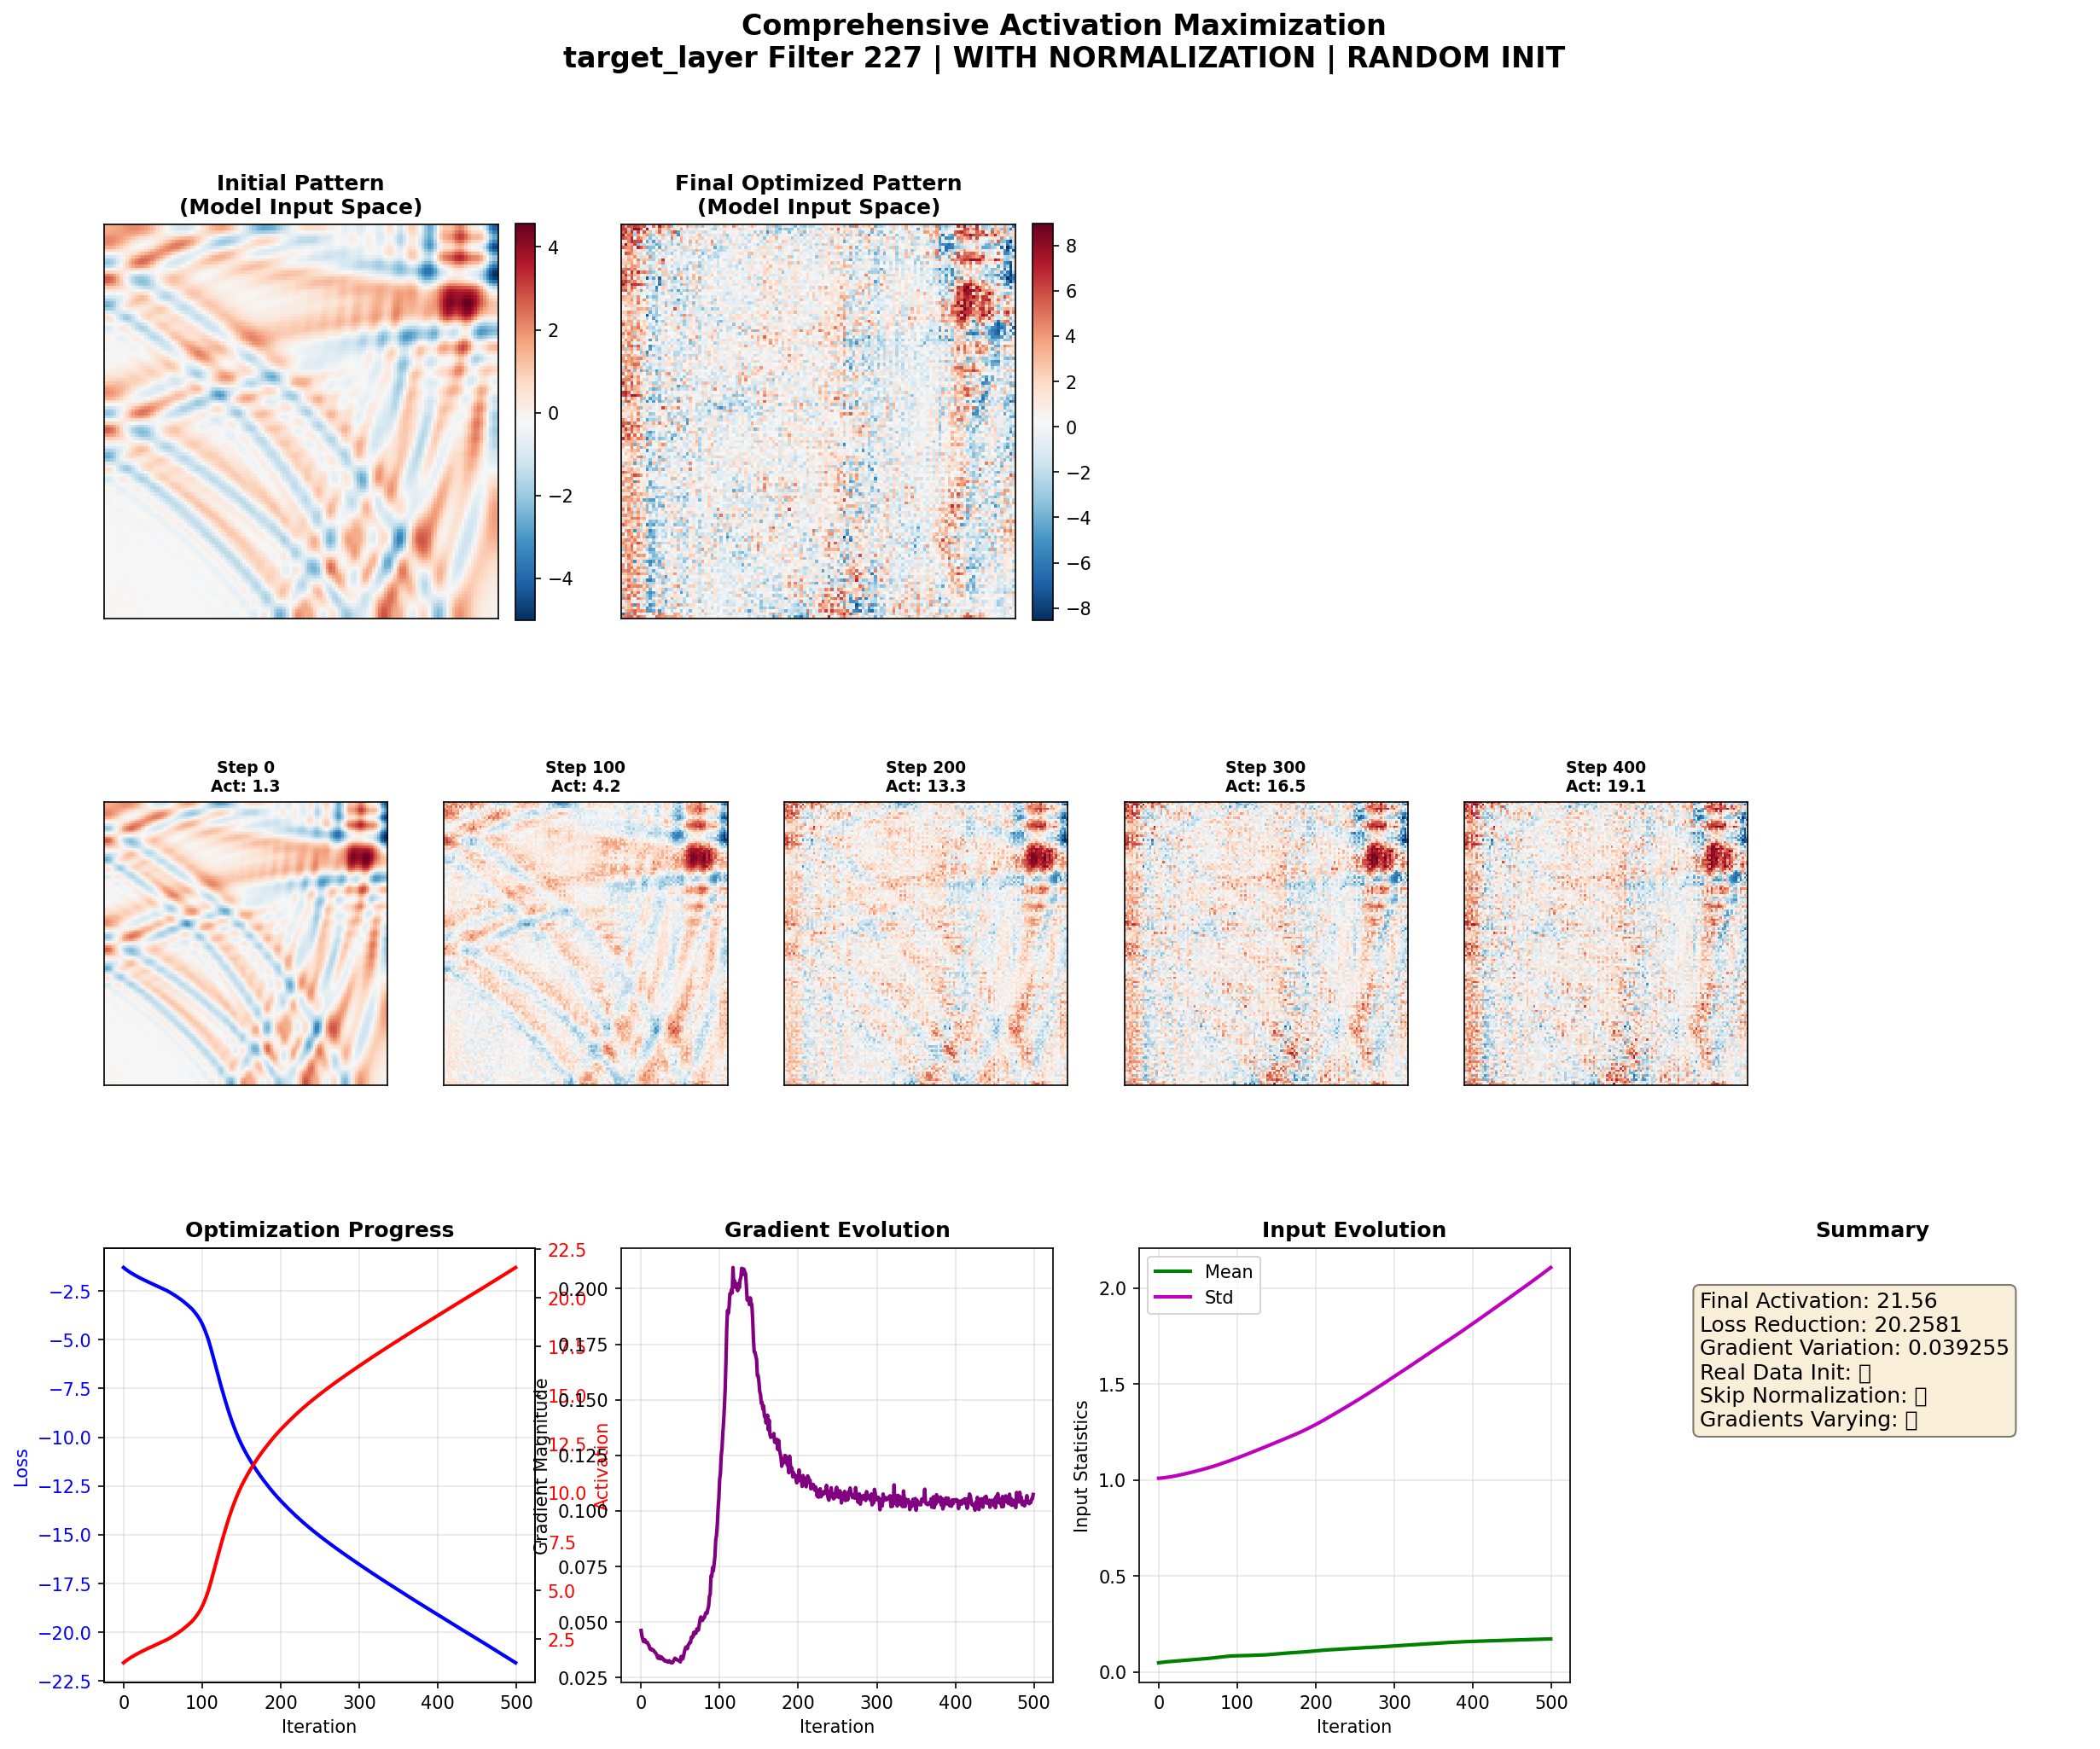 Comprehensive Activation Maximization
target_layer Filter 227 | WITH NORMALIZATION | RANDOM INIT
Initial Pattern
(Model Input Space)
4
2
0
−2
−4
Final Optimized Pattern
(Model Input Space)
8
6
4
2
0
−2
−4
−6
−8
Step 0
Act: 1.3
Step 100
Act: 4.2
Step 200
Act: 13.3
Step 300
Act: 16.5
Step 400
Act: 19.1
Optimization Progress
Loss
−2.5
−5.0
−7.5
−10.0
−12.5
−15.0
−17.5
−20.0
−22.5
0 100 200 300 400 500
Iteration
22.5
20.0
17.5
15.0
12.5
10.0
7.5
5.0
2.5
Activation
Gradient Evolution
Gradient Magnitude
0.200
0.175
0.150
0.125
0.100
0.075
0.050
0.025
0 100 200 300 400 500
Iteration
Input Evolution
Input Statistics
Mean
Std
2.0
1.5
1.0
0.5
0.0
0 100 200 300 400 500
Iteration
Summary
Final Activation: 21.56
Loss Reduction: 20.2581
Gradient Variation: 0.039255
Real Data Init:
Skip Normalization:
Gradients Varying: